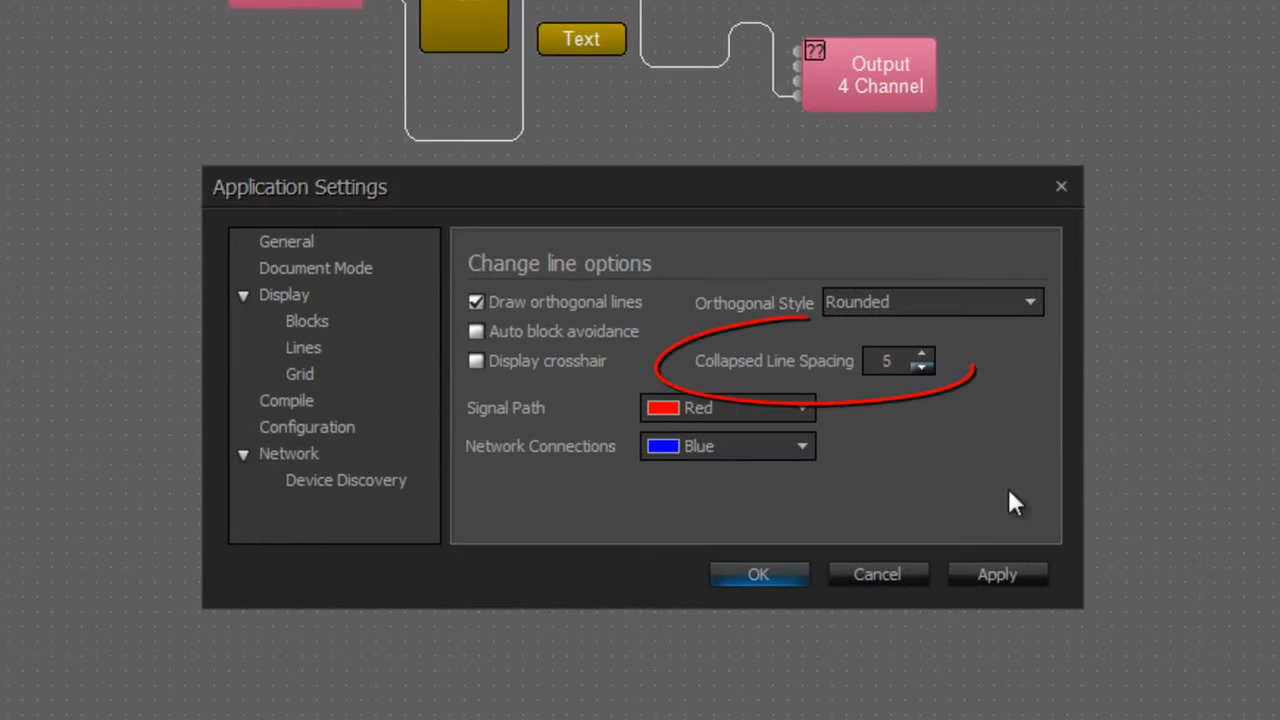 Text
??
Output
4 Channel
Application Settings
General
Document Mode
Display
Blocks
Lines
Grid
Compile
Configuration
Network
Device Discovery
Change line options
Draw orthogonal lines
Orthogonal Style Rounded
Auto block avoidance
Display crosshair
Collapsed Line Spacing 5
Signal Path Red
Network Connections Blue
OK Cancel Apply